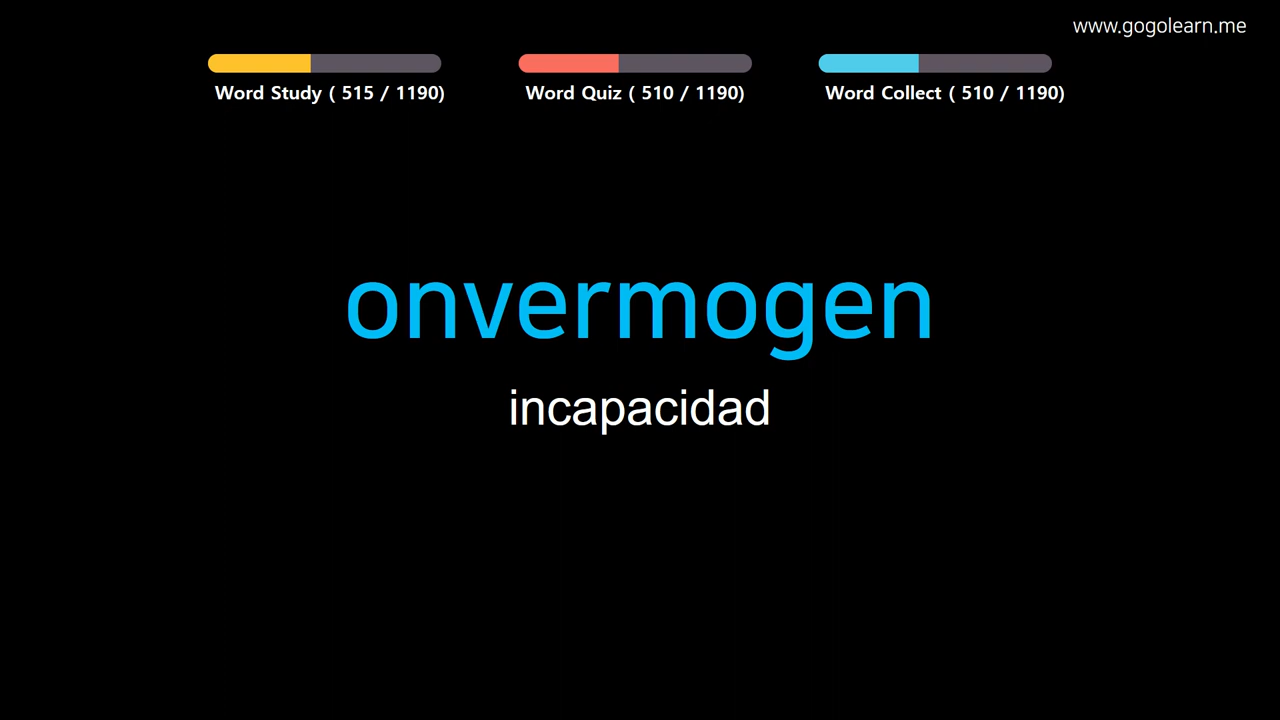 www.gogolearn.me
Word Study ( 515 / 1190)
Word Quiz ( 510 / 1190)
Word Collect ( 510 / 1190)
onvermogen
incapacidad